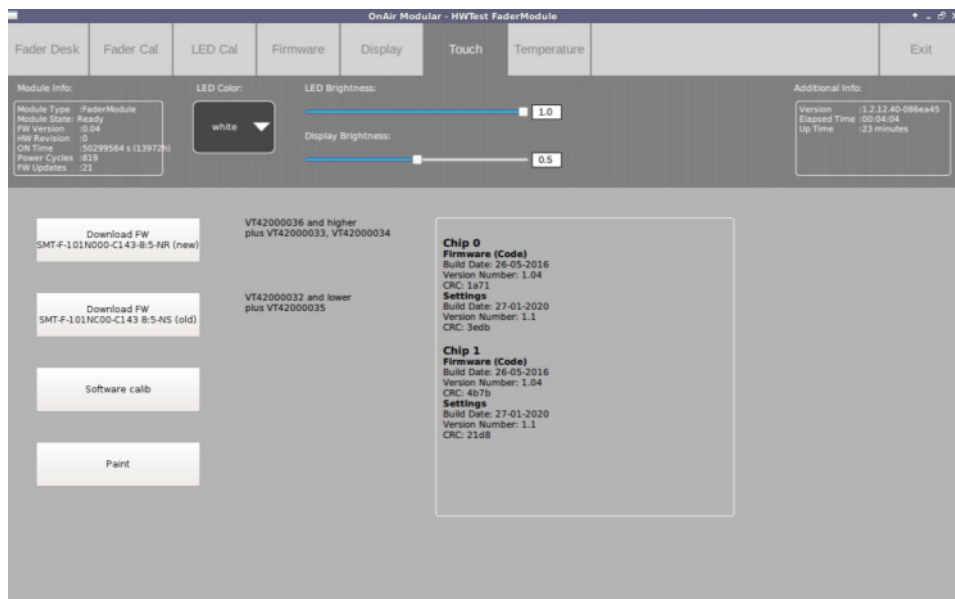 OnAir Modular - HWTest FaderModule
Fader Desk
Fader Cal
LED Cal
Firmware
Display
Touch
Temperature
Exit
Module Info:
Module Type :FaderModule
Module State: Ready
FW Version :0.04
HW Revision :0
ON Time :50299564 s (13972h)
Power Cycles :819
FW Updates :21
LED Color:
white
LED Brightness:
1.0
Display Brightness:
0.5
Additional Info:
Version :1.2.12.40-086ea45
Elapsed Time :00:04:04
Up Time :23 minutes
Download FW
SMT-F-101N000-C143-8:5-NR (new)
VT42000036 and higher
plus VT42000033, VT42000034
Download FW
SMT-F-101NC00-C143 8:5-NS (old)
VT42000032 and lower
plus VT42000035
Software calib
Paint
Chip 0
Firmware (Code)
Build Date: 26-05-2016
Version Number: 1.04
CRC: 1a71
Settings
Build Date: 27-01-2020
Version Number: 1.1
CRC: 3edb
Chip 1
Firmware (Code)
Build Date: 26-05-2016
Version Number: 1.04
CRC: 4b7b
Settings
Build Date: 27-01-2020
Version Number: 1.1
CRC: 21d8